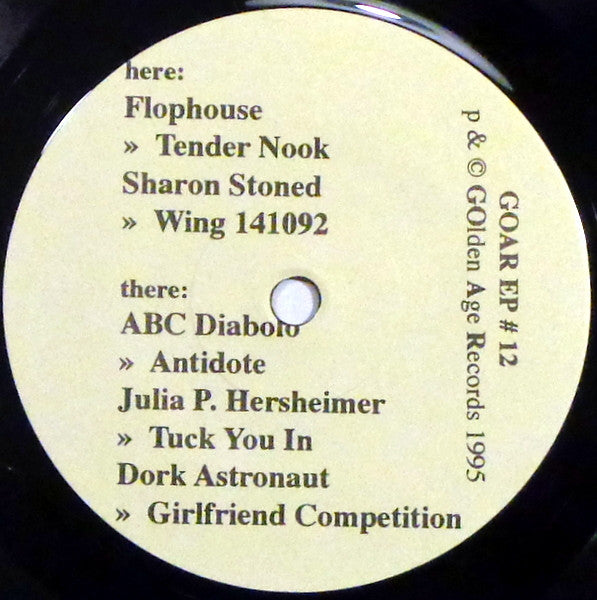 here:
Flophouse
» Tender Nook
Sharon Stoned
» Wing 141092
there:
ABC Diabolo
» Antidote
Julia P. Hersheimer
» Tuck You In
Dork Astronaut
» Girlfriend Competition
GOAR EP # 12
p & © GOlden Age Records 1995